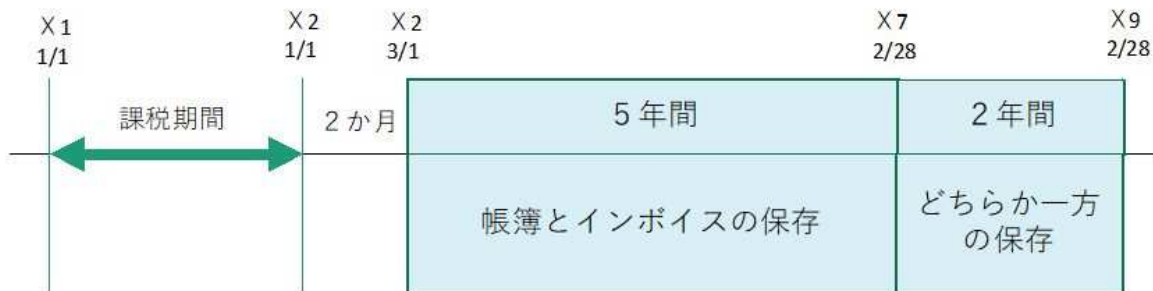 X1
1/1
X2
1/1
X2
3/1
X7
2/28
X9
2/28
課税期間
2か月
5年間
2年間
帳簿とインボイスの保存
どちらか一方
の保存